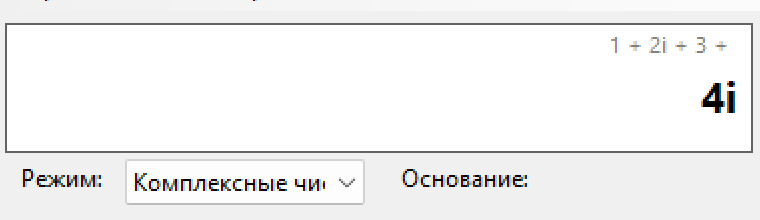 1 + 2i + 3 +
4i
Режим: Комплексные чи Основание: